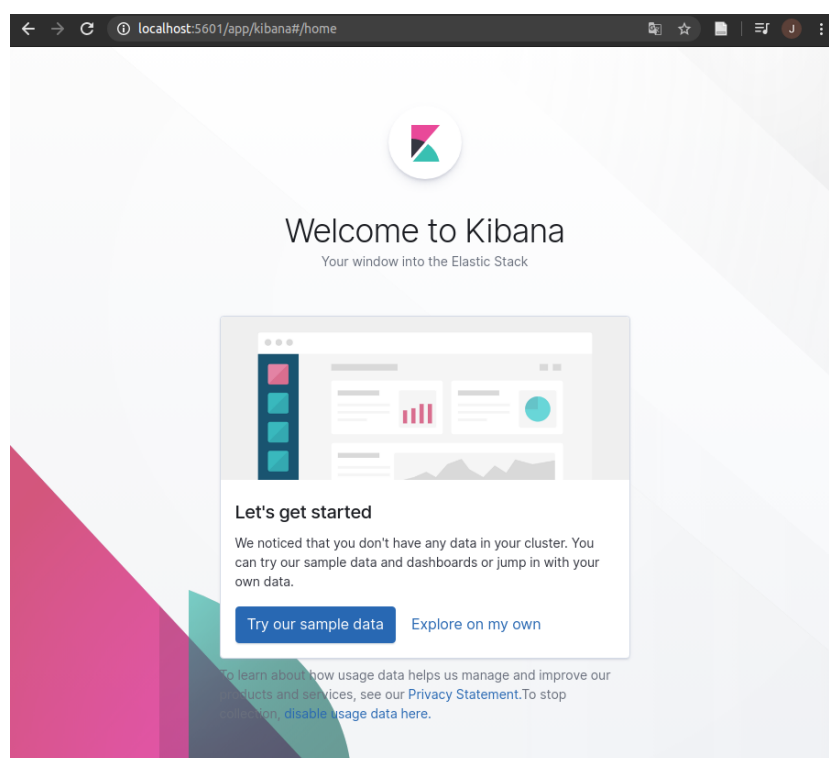 localhost:5601/app/kibana#/home
J
Welcome to Kibana
Your window into the Elastic Stack
Let's get started
We noticed that you don't have any data in your cluster. You
can try our sample data and dashboards or jump in with your
own data.
Try our sample data Explore on my own
To learn about how usage data helps us manage and improve our
products and services, see our Privacy Statement.To stop
collection, disable usage data here.